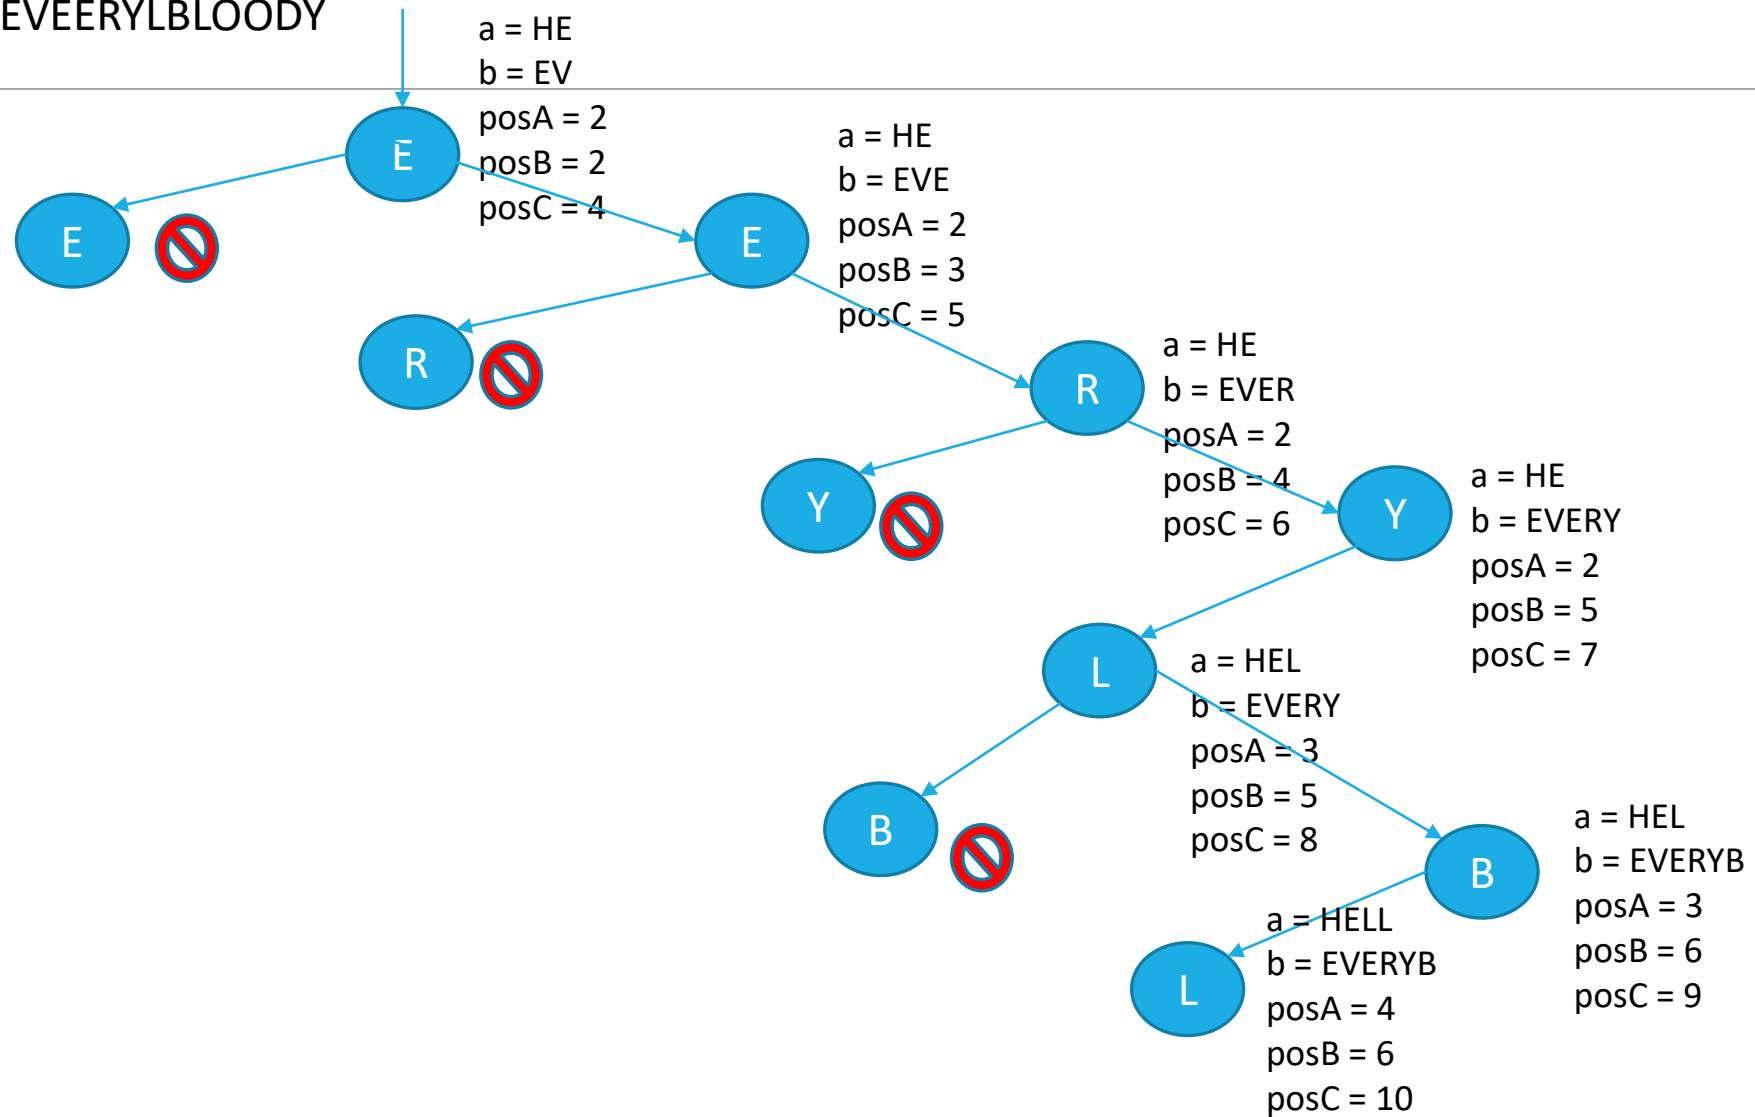 EVEERYLBLOODY
a = HE
b = EV
posA = 2
posB = 2
posC = 4
E
E
a = HE
b = EVE
posA = 2
posB = 3
posC = 5
E
R
a = HE
b = EVER
posA = 2
posB = 4
posC = 6
R
Y
a = HE
b = EVERY
posA = 2
posB = 5
posC = 7
Y
L
a = HEL
b = EVERY
posA = 3
posB = 5
posC = 8
B
a = HEL
b = EVERYB
posA = 3
posB = 6
posC = 9
B
L
a = HELL
b = EVERYB
posA = 4
posB = 6
posC = 10